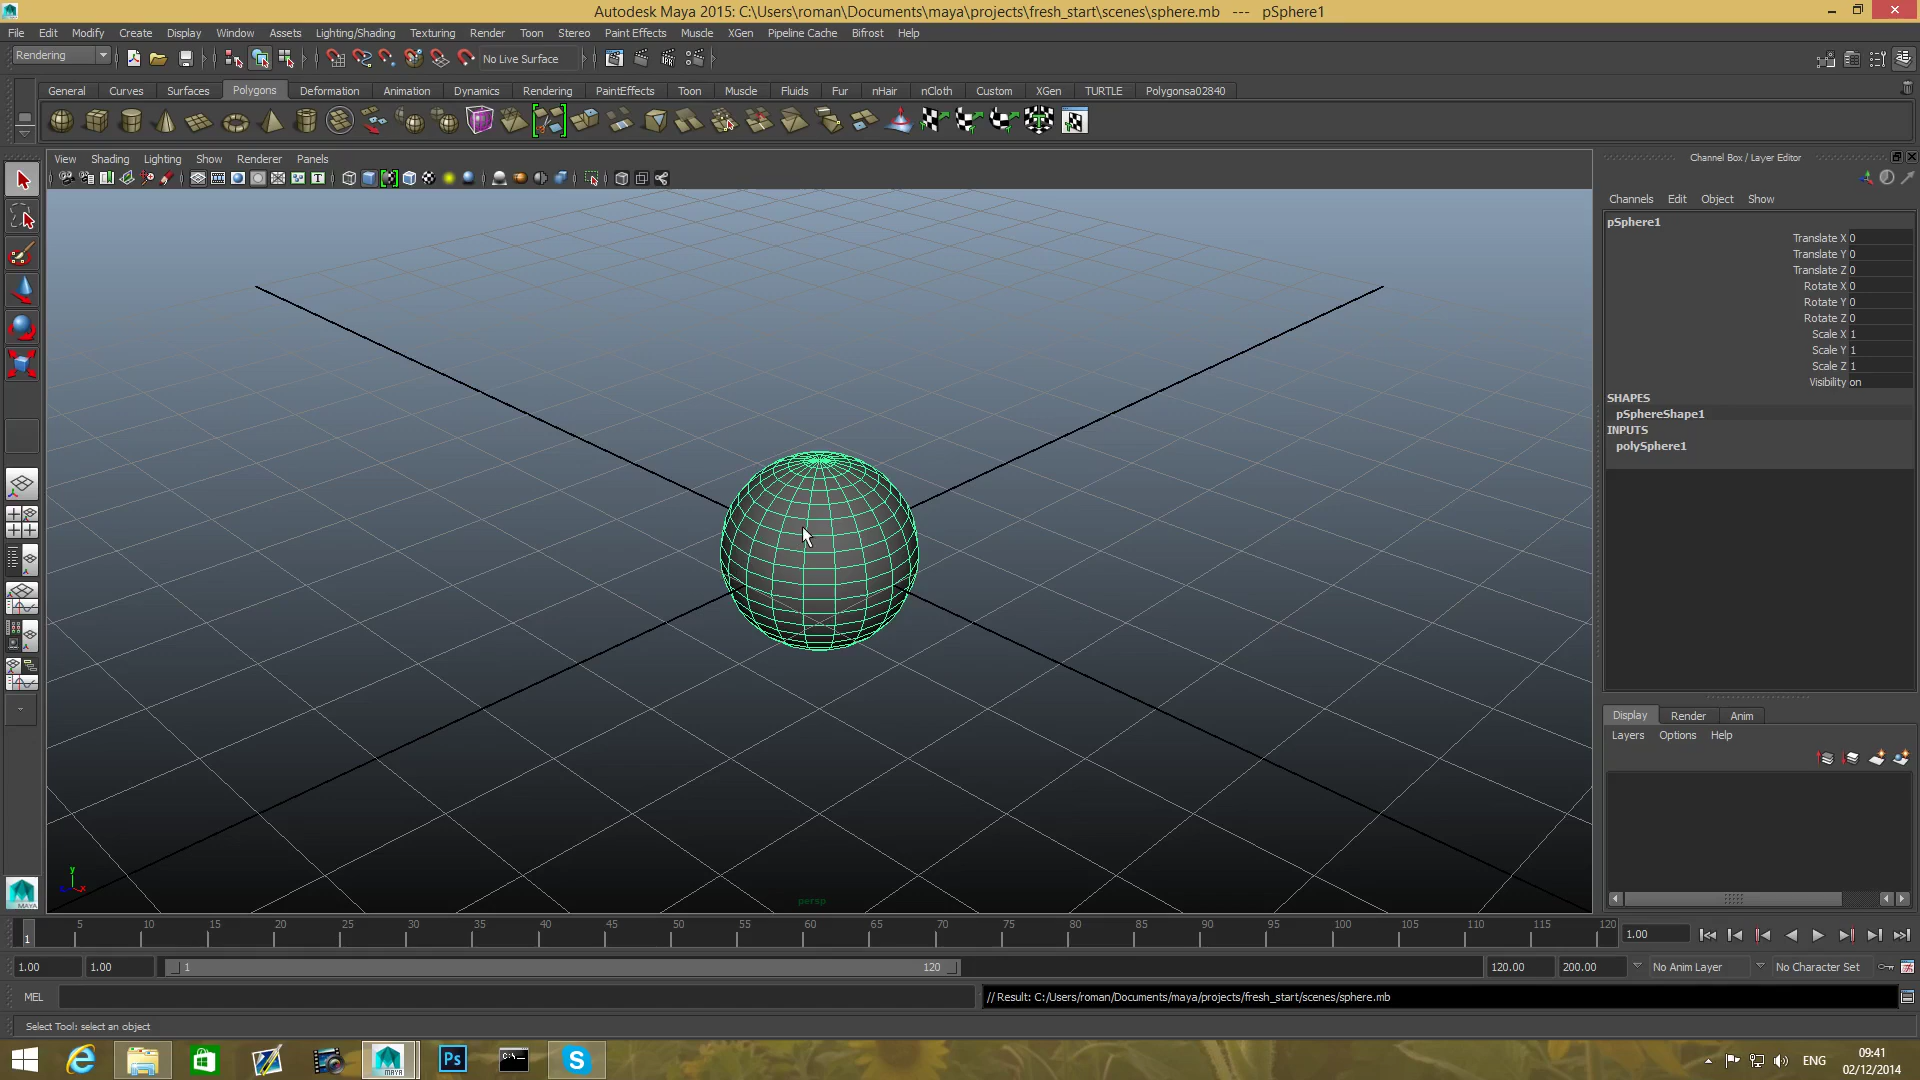 Autodesk Maya 2015: C:\Users\roman\Documents\maya\projects\fresh_start\scenes\sphere.mb --- pSphere1
File Edit Modify Create Display Window Assets Lighting/Shading Texturing Render Toon Stereo Paint Effects Muscle XGen Pipeline Cache Bifrost Help
Rendering No Live Surface
General Curves Surfaces Polygons Deformation Animation Dynamics Rendering PaintEffects Toon Muscle Fluids Fur nHair nCloth Custom XGen TURTLE Polygonsa02840
View Shading Lighting Show Renderer Panels
Channel Box / Layer Editor
Channels Edit Object Show
pSphere1
Translate X 0
Translate Y 0
Translate Z 0
Rotate X 0
Rotate Y 0
Rotate Z 0
Scale X 1
Scale Y 1
Scale Z 1
Visibility on
SHAPES
pSphereShape1
INPUTS
polySphere1
Display Render Anim
Layers Options Help
y
x
persp
MAYA
1 5 10 15 20 25 30 35 40 45 50 55 60 65 70 75 80 85 90 95 100 105 110 115 120 1.00
1.00 1.00 1 120 120.00 200.00 No Anim Layer No Character Set
MEL // Result: C:/Users/roman/Documents/maya/projects/fresh_start/scenes/sphere.mb
Select Tool: select an object
MAYA Ps C:\ ENG 09:41
02/12/2014